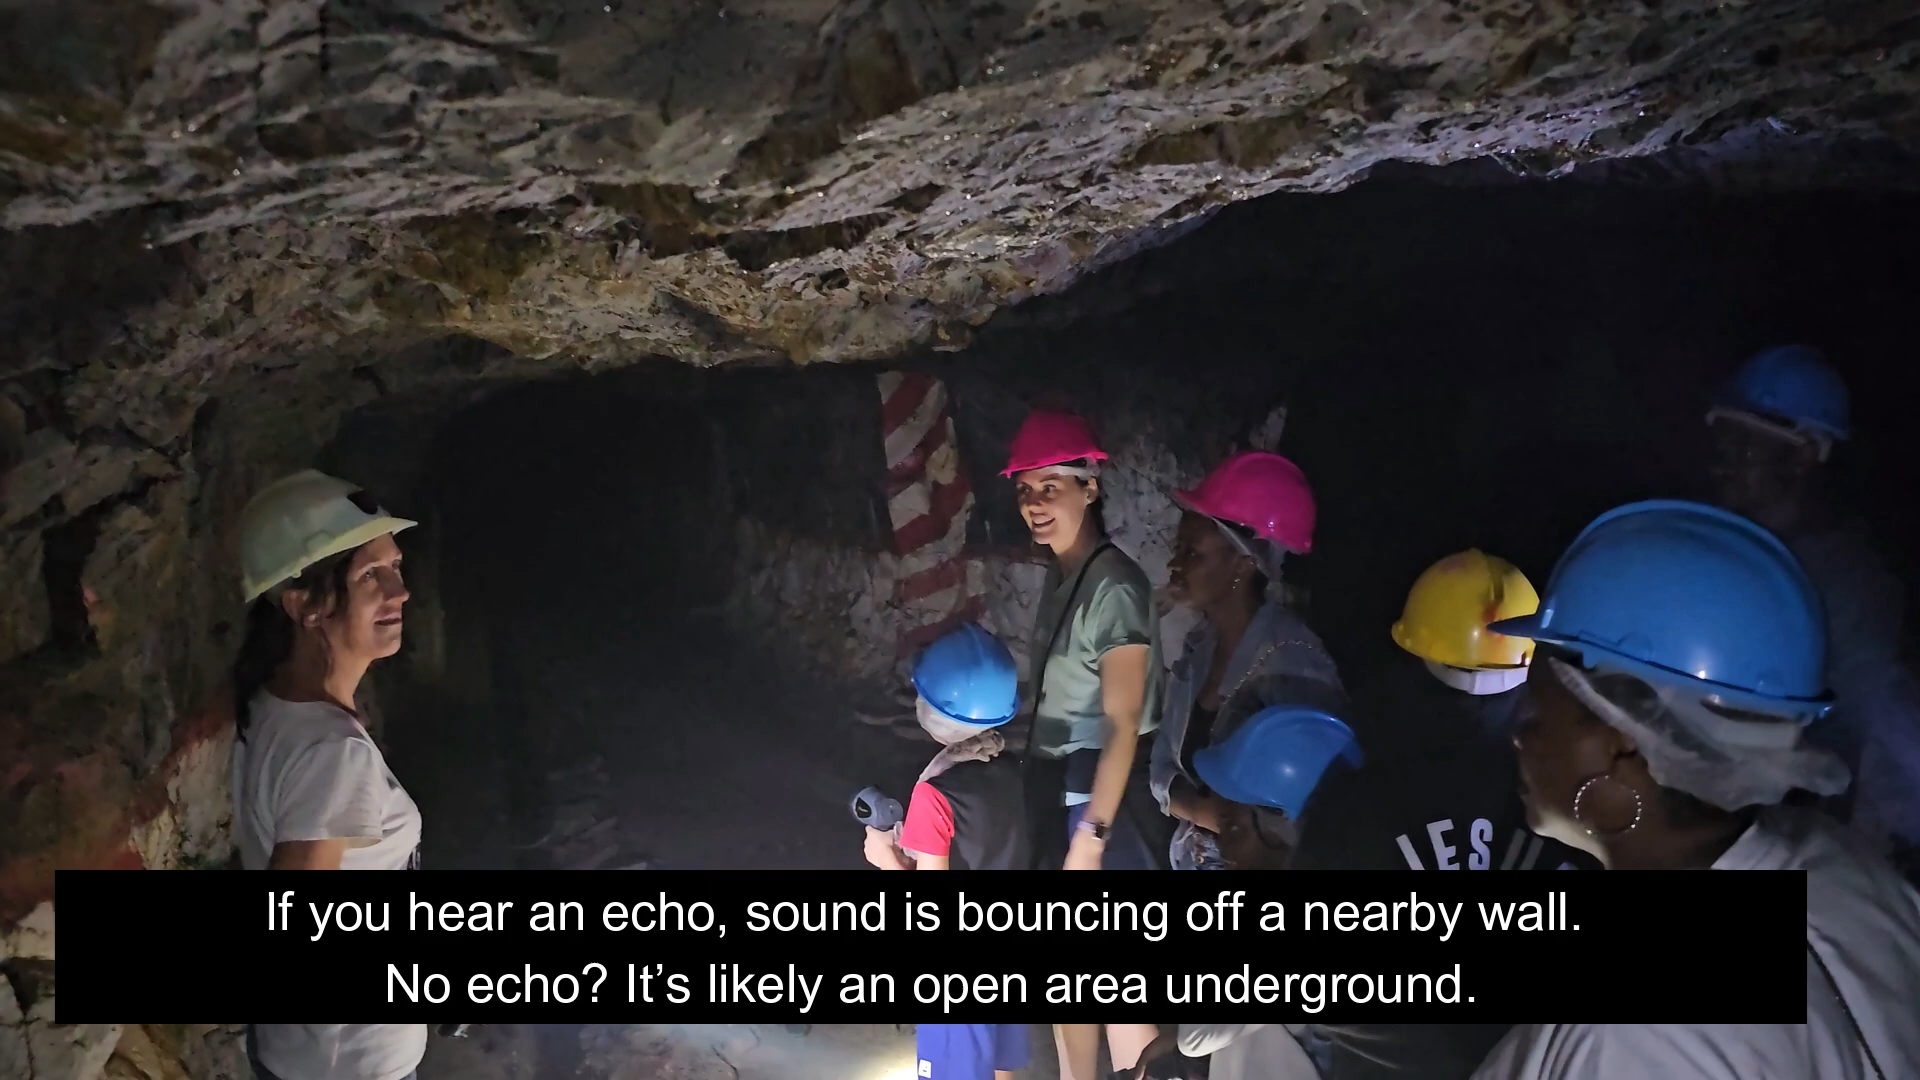 JESU
If you hear an echo, sound is bouncing off a nearby wall.
No echo? It’s likely an open area underground.